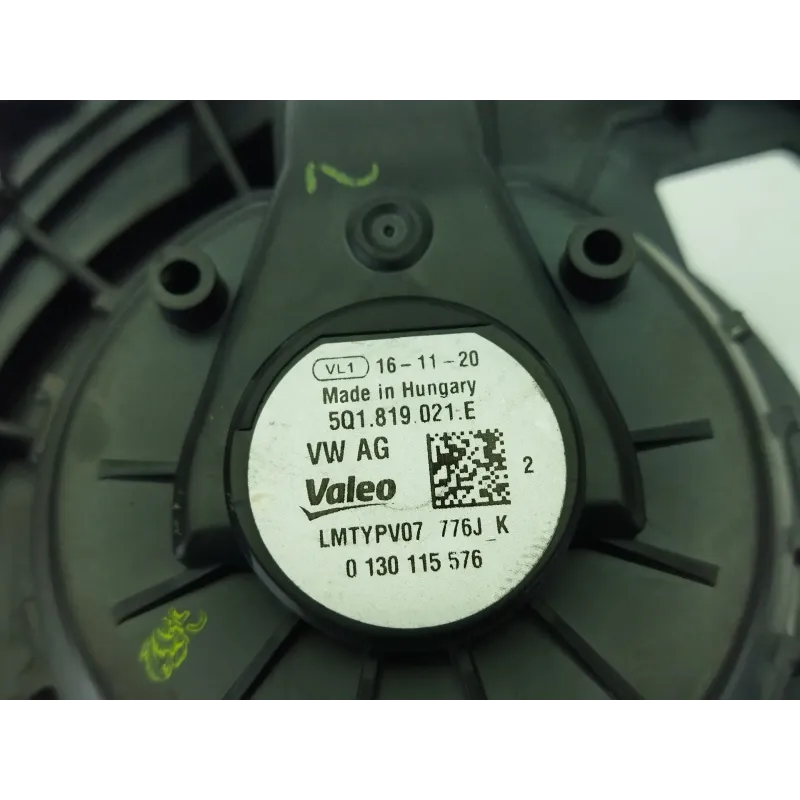 2
VL1 16-11-20
Made in Hungary
5Q1.819.021.E
VW AG
Valeo
2
LMTYPV07 776J_K
0 130 115 576